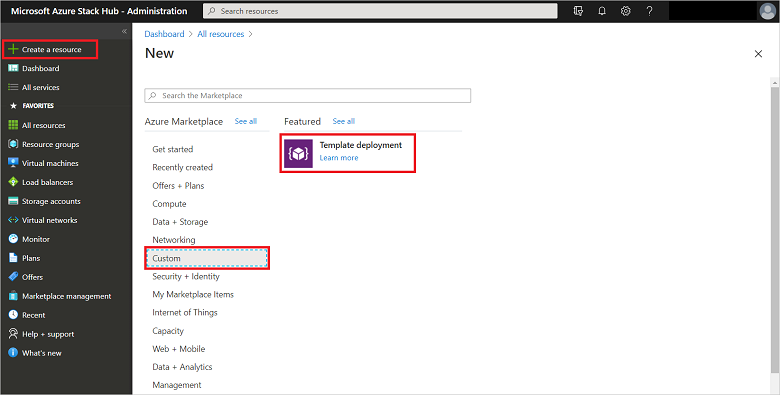 Microsoft Azure Stack Hub - Administration
Search resources
?
«
Create a resource
Dashboard
All services
FAVORITES
All resources
Resource groups
Virtual machines
Load balancers
Storage accounts
Virtual networks
Monitor
Plans
Offers
Marketplace management
Recent
Help + support
What's new
Dashboard > All resources >
New
Search the Marketplace
Azure Marketplace See all
Get started
Recently created
Offers + Plans
Compute
Data + Storage
Networking
Custom
Security + Identity
My Marketplace Items
Internet of Things
Capacity
Web + Mobile
Data + Analytics
Management
Featured See all
Template deployment
Learn more